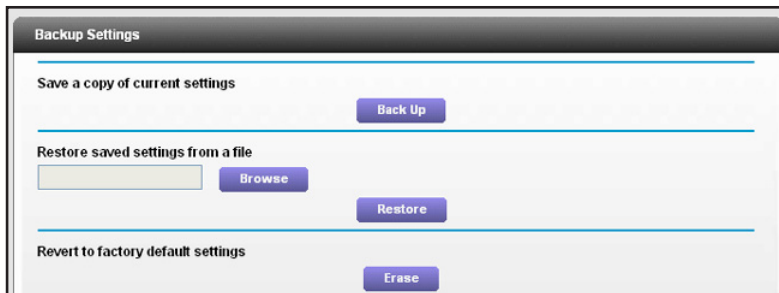 Backup Settings
Save a copy of current settings
Back Up
Restore saved settings from a file
Browse
Restore
Revert to factory default settings
Erase